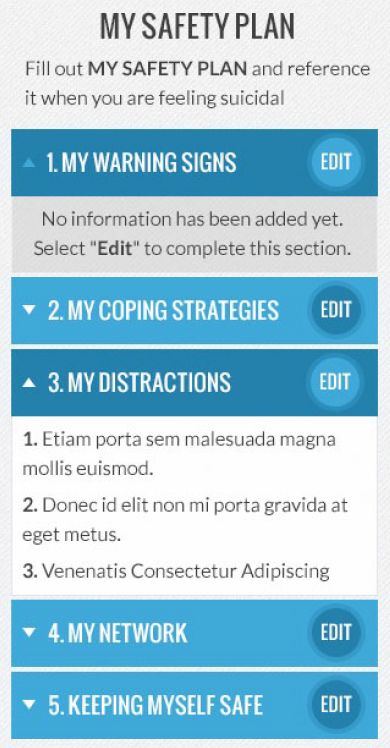 MY SAFETY PLAN
Fill out MY SAFETY PLAN and reference
it when you are feeling suicidal
1. MY WARNING SIGNS EDIT
No information has been added yet.
Select "Edit" to complete this section.
2. MY COPING STRATEGIES EDIT
3. MY DISTRACTIONS EDIT
1. Etiam porta sem malesuada magna
mollis euismod.
2. Donec id elit non mi porta gravida at
eget metus.
3. Venenatis Consectetur Adipiscing
4. MY NETWORK EDIT
5. KEEPING MYSELF SAFE EDIT